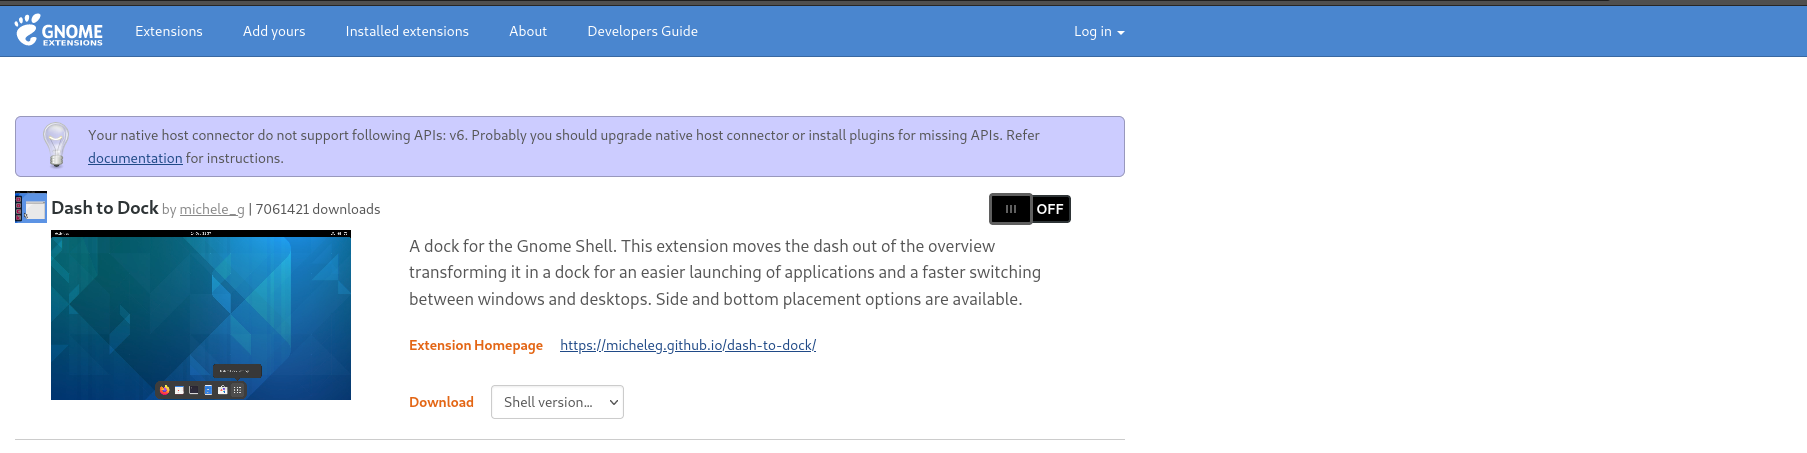 GNOME
EXTENSIONS
Extensions
Add yours
Installed extensions
About
Developers Guide
Log in
Your native host connector do not support following APIs: v6. Probably you should upgrade native host connector or install plugins for missing APIs. Refer
documentation for instructions.
Dash to Dock by michele_g | 7061421 downloads
OFF
A dock for the Gnome Shell. This extension moves the dash out of the overview
transforming it in a dock for an easier launching of applications and a faster switching
between windows and desktops. Side and bottom placement options are available.
Extension Homepage https://micheleg.github.io/dash-to-dock/
Download Shell version...